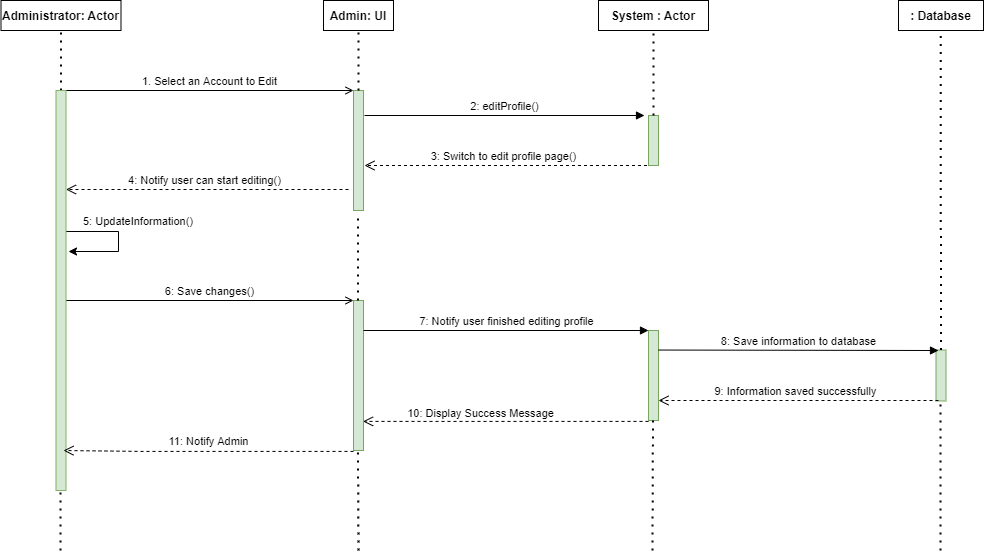 Administrator: Actor
Admin: UI
System : Actor
: Database
1. Select an Account to Edit
2: editProfile()
3: Switch to edit profile page()
4: Notify user can start editing()
5: UpdateInformation()
6: Save changes()
7: Notify user finished editing profile
8: Save information to database
9: Information saved successfully
10: Display Success Message
11: Notify Admin